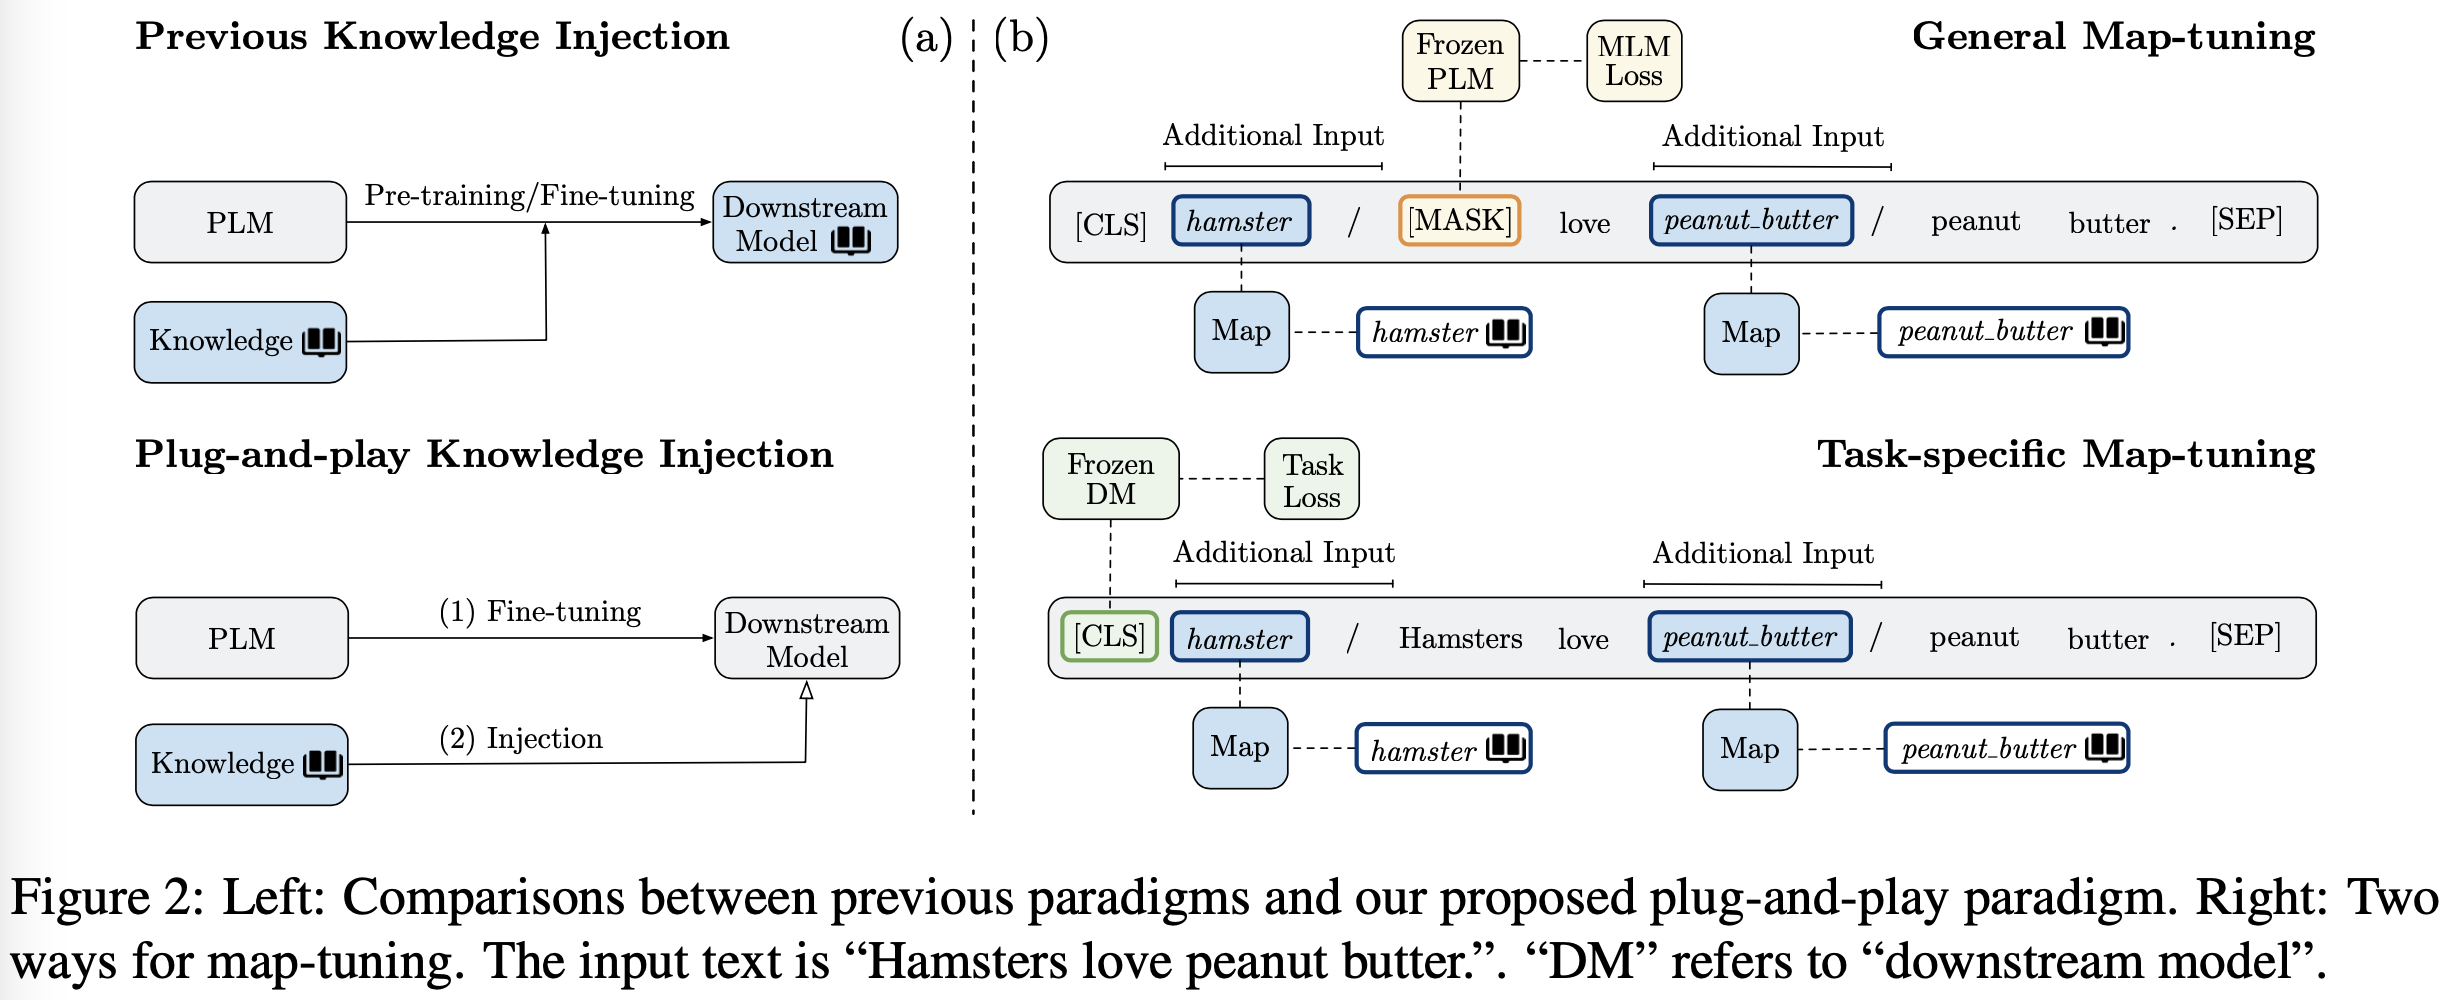 Previous Knowledge Injection
(a)
PLM
Pre-training/Fine-tuning
Downstream
Model
Knowledge
Plug-and-play Knowledge Injection
PLM
(1) Fine-tuning
Downstream
Model
Knowledge
(2) Injection
(b)
General Map-tuning
Frozen
PLM
MLM
Loss
Additional Input
Additional Input
[CLS] hamster / [MASK] love peanut_butter / peanut butter . [SEP]
Map
hamster
Map
peanut_butter
Task-specific Map-tuning
Frozen
DM
Task
Loss
Additional Input
Additional Input
[CLS] hamster / Hamsters love peanut_butter / peanut butter . [SEP]
Map
hamster
Map
peanut_butter
Figure 2: Left: Comparisons between previous paradigms and our proposed plug-and-play paradigm. Right: Two
ways for map-tuning. The input text is “Hamsters love peanut butter.”. “DM” refers to “downstream model”.